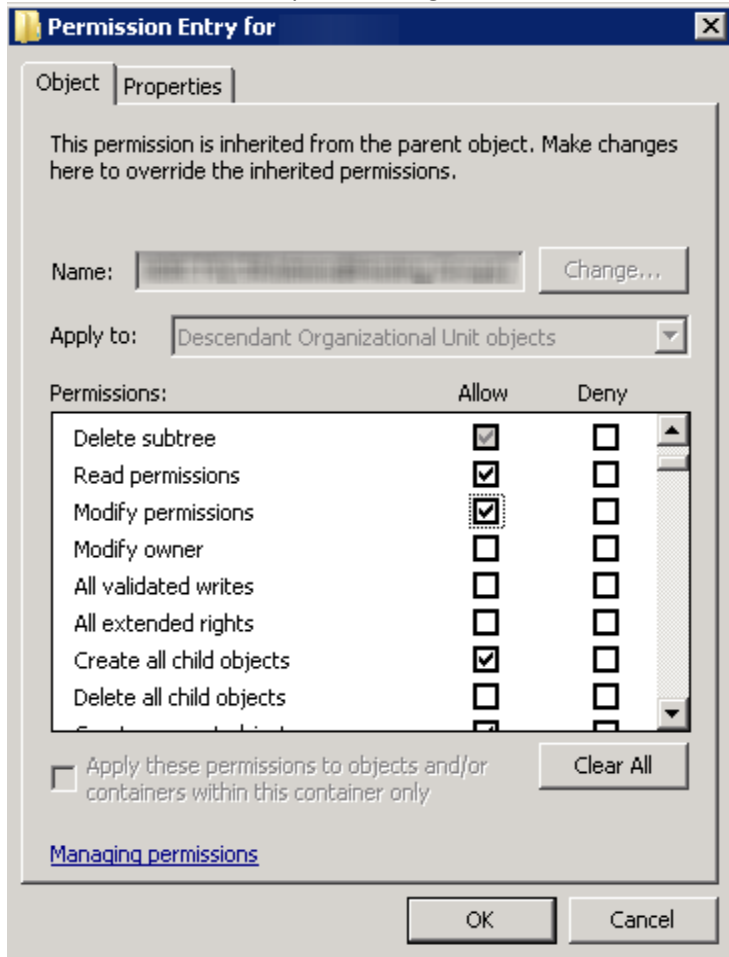 Permission Entry for
Object Properties
This permission is inherited from the parent object. Make changes
here to override the inherited permissions.
Name: Change...
Apply to: Descendant Organizational Unit objects
Permissions: Allow Deny
Delete subtree
Read permissions
Modify permissions
Modify owner
All validated writes
All extended rights
Create all child objects
Delete all child objects
Apply these permissions to objects and/or
containers within this container only
Clear All
Managing permissions
OK Cancel